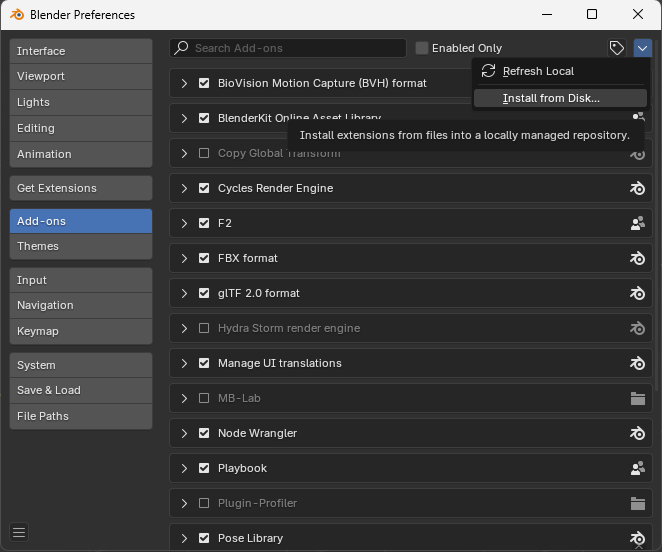 Blender Preferences
Interface
Viewport
Lights
Editing
Animation
Get Extensions
Add-ons
Themes
Input
Navigation
Keymap
System
Save & Load
File Paths
Search Add-ons
Enabled Only
Refresh Local
Install from Disk...
Install extensions from files into a locally managed repository.
BioVision Motion Capture (BVH) format
BlenderKit Online Asset Library
Copy Global Transform
Cycles Render Engine
F2
FBX format
glTF 2.0 format
Hydra Storm render engine
Manage UI translations
MB-Lab
Node Wrangler
Playbook
Plugin-Profiler
Pose Library